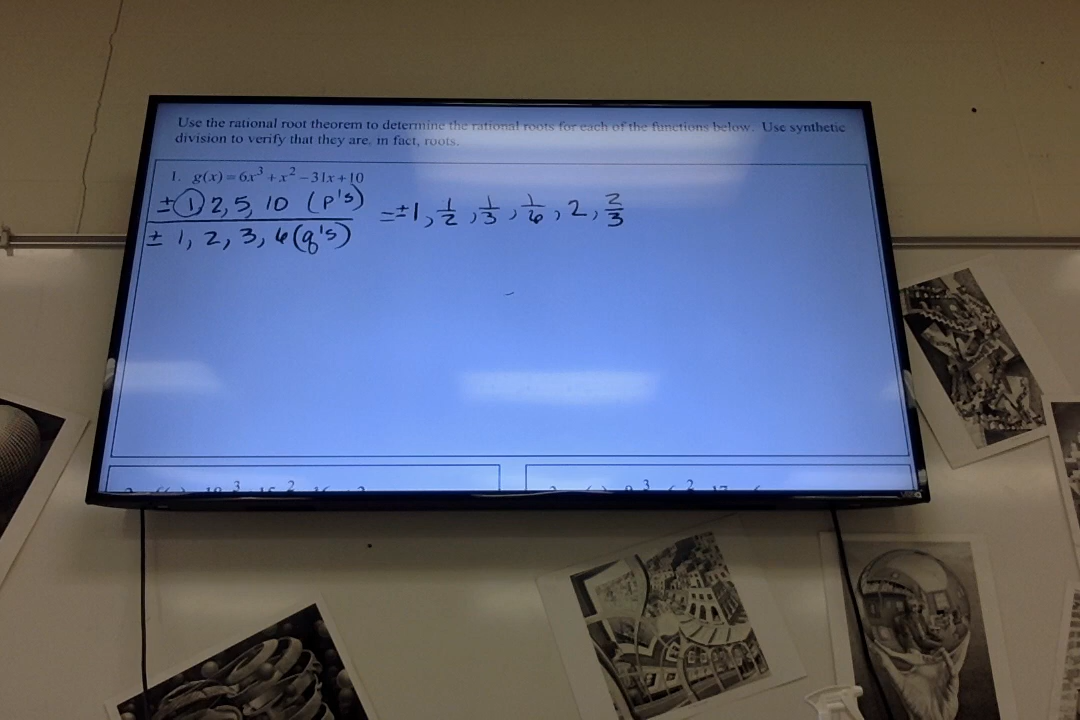 Use the rational root theorem to determine the rational roots for each of the functions below. Use synthetic
division to verify that they are, in fact, roots.
1. g(x) = 6x³ + x² – 31x + 10
± 1, 2, 5, 10 (p's)
± 1, 2, 3, 6 (q's)
= ± 1, 1/2, 1/3, 1/6, 2, 2/3